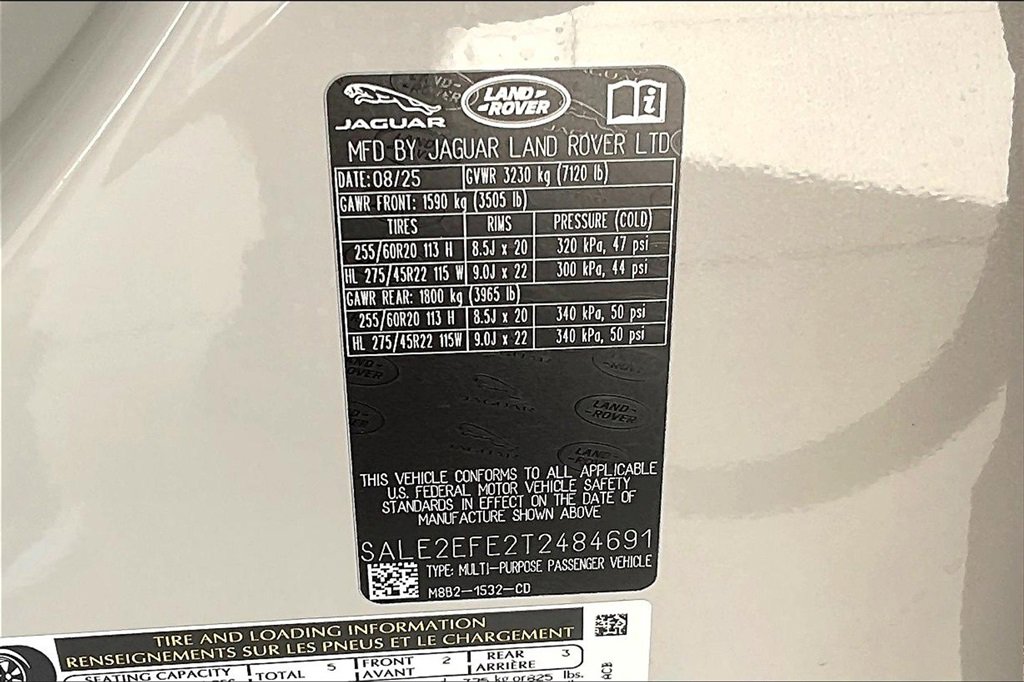 JAGUAR
LAND ROVER
MFD BY JAGUAR LAND ROVER LTD
DATE: 08/25 GVWR 3230 kg (7120 lb)
GAWR FRONT: 1590 kg (3505 lb)
TIRES RIMS PRESSURE (COLD)
255/60R20 113 H 8.5J x 20 320 kPa, 47 psi
HL 275/45R22 115 W 9.0J x 22 300 kPa, 44 psi
GAWR REAR: 1800 kg (3965 lb)
255/60R20 113 H 8.5J x 20 340 kPa, 50 psi
HL 275/45R22 115W 9.0J x 22 340 kPa, 50 psi
THIS VEHICLE CONFORMS TO ALL APPLICABLE
U.S. FEDERAL MOTOR VEHICLE SAFETY
STANDARDS IN EFFECT ON THE DATE OF
MANUFACTURE SHOWN ABOVE
SALE2EFE2T2484691
TYPE: MULTI-PURPOSE PASSENGER VEHICLE
M8B2-1532-CD
TIRE AND LOADING INFORMATION
RENSEIGNEMENTS SUR LES PNEUS ET LE CHARGEMENT
SEATING CAPACITY TOTAL 5 FRONT 2 REAR 3
AVANT ARRIÈRE
kg or 825 lbs.
ACB